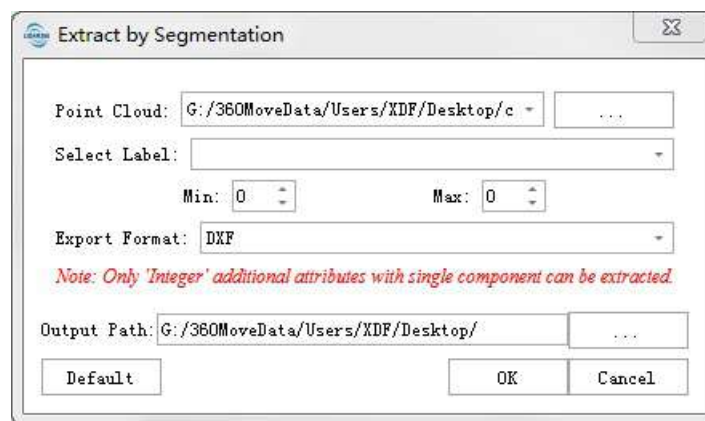 Extract by Segmentation
Point Cloud: G:/360MoveData/Users/XDF/Desktop/c ...
Select Label:
Min: 0 Max: 0
Export Format: DXF
Note: Only 'Integer' additional attributes with single component can be extracted.
Output Path: G:/360MoveData/Users/XDF/Desktop/ ...
Default OK Cancel